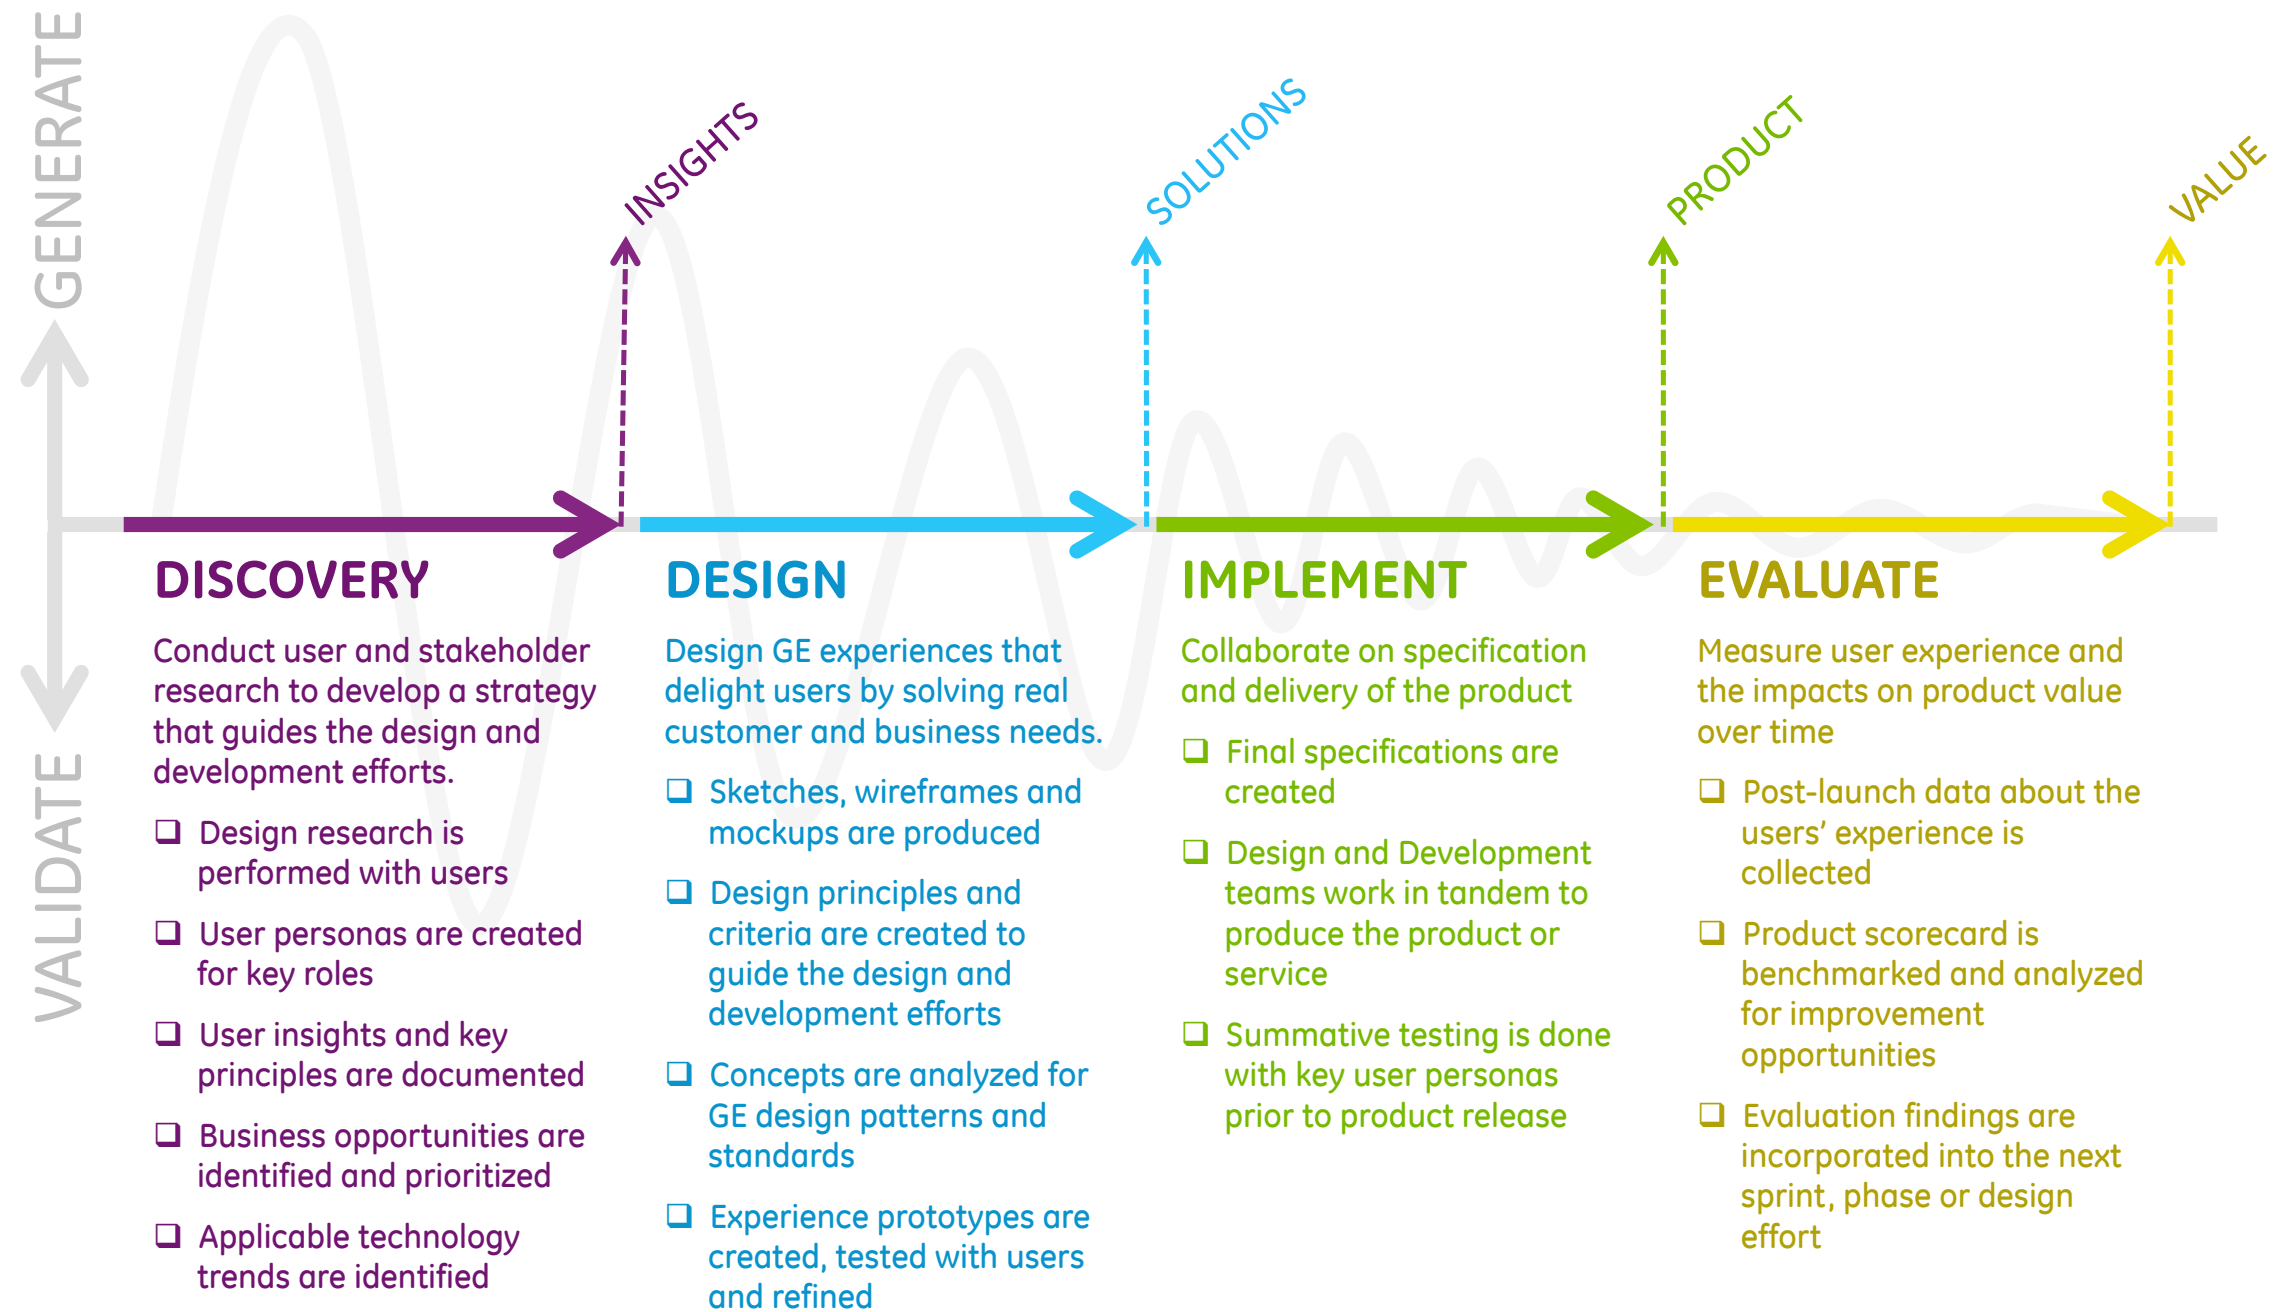 GENERATE
VALIDATE
INSIGHTS
SOLUTIONS
PRODUCT
VALUE
DISCOVERY
Conduct user and stakeholder
research to develop a strategy
that guides the design and
development efforts.
❑ Design research is
performed with users
❑ User personas are created
for key roles
❑ User insights and key
principles are documented
❑ Business opportunities are
identified and prioritized
❑ Applicable technology
trends are identified
DESIGN
Design GE experiences that
delight users by solving real
customer and business needs.
❑ Sketches, wireframes and
mockups are produced
❑ Design principles and
criteria are created to
guide the design and
development efforts
❑ Concepts are analyzed for
GE design patterns and
standards
❑ Experience prototypes are
created, tested with users
and refined
IMPLEMENT
Collaborate on specification
and delivery of the product
❑ Final specifications are
created
❑ Design and Development
teams work in tandem to
produce the product or
service
❑ Summative testing is done
with key user personas
prior to product release
EVALUATE
Measure user experience and
the impacts on product value
over time
❑ Post-launch data about the
users’ experience is
collected
❑ Product scorecard is
benchmarked and analyzed
for improvement
opportunities
❑ Evaluation findings are
incorporated into the next
sprint, phase or design
effort